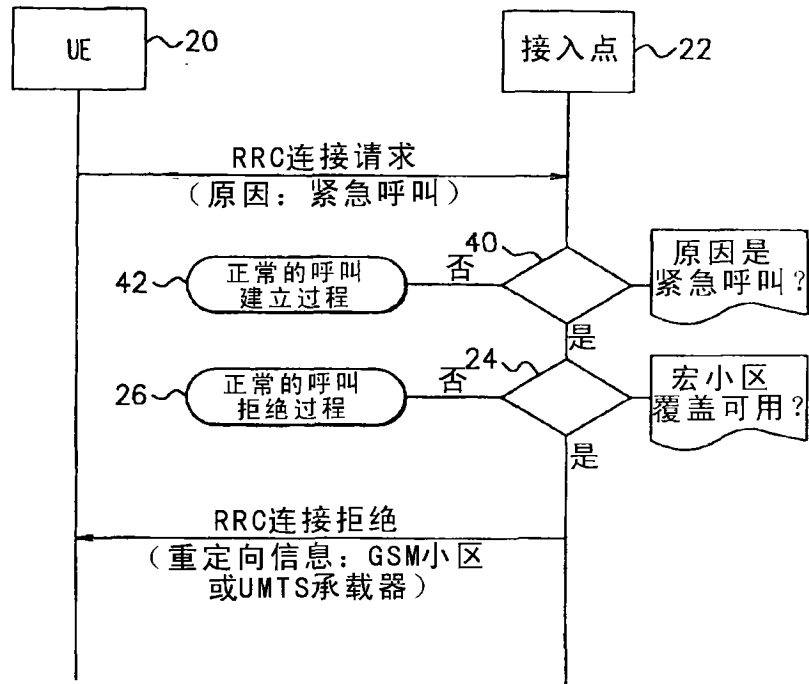 UE
20
接入点
22
RRC连接请求
(原因：紧急呼叫)
40
原因是
紧急呼叫？
42
正常的呼叫
建立过程
否
是
24
宏小区
覆盖可用？
26
正常的呼叫
拒绝过程
否
是
RRC连接拒绝
(重定向信息：GSM小区
或UMTS承载器)